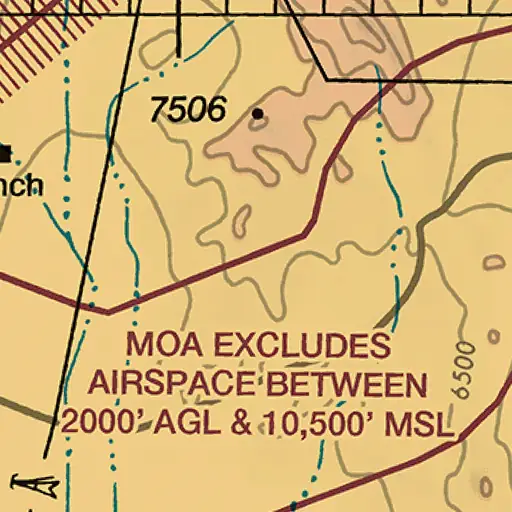 7506
nch
6500
MOA EXCLUDES
AIRSPACE BETWEEN
2000' AGL & 10,500' MSL